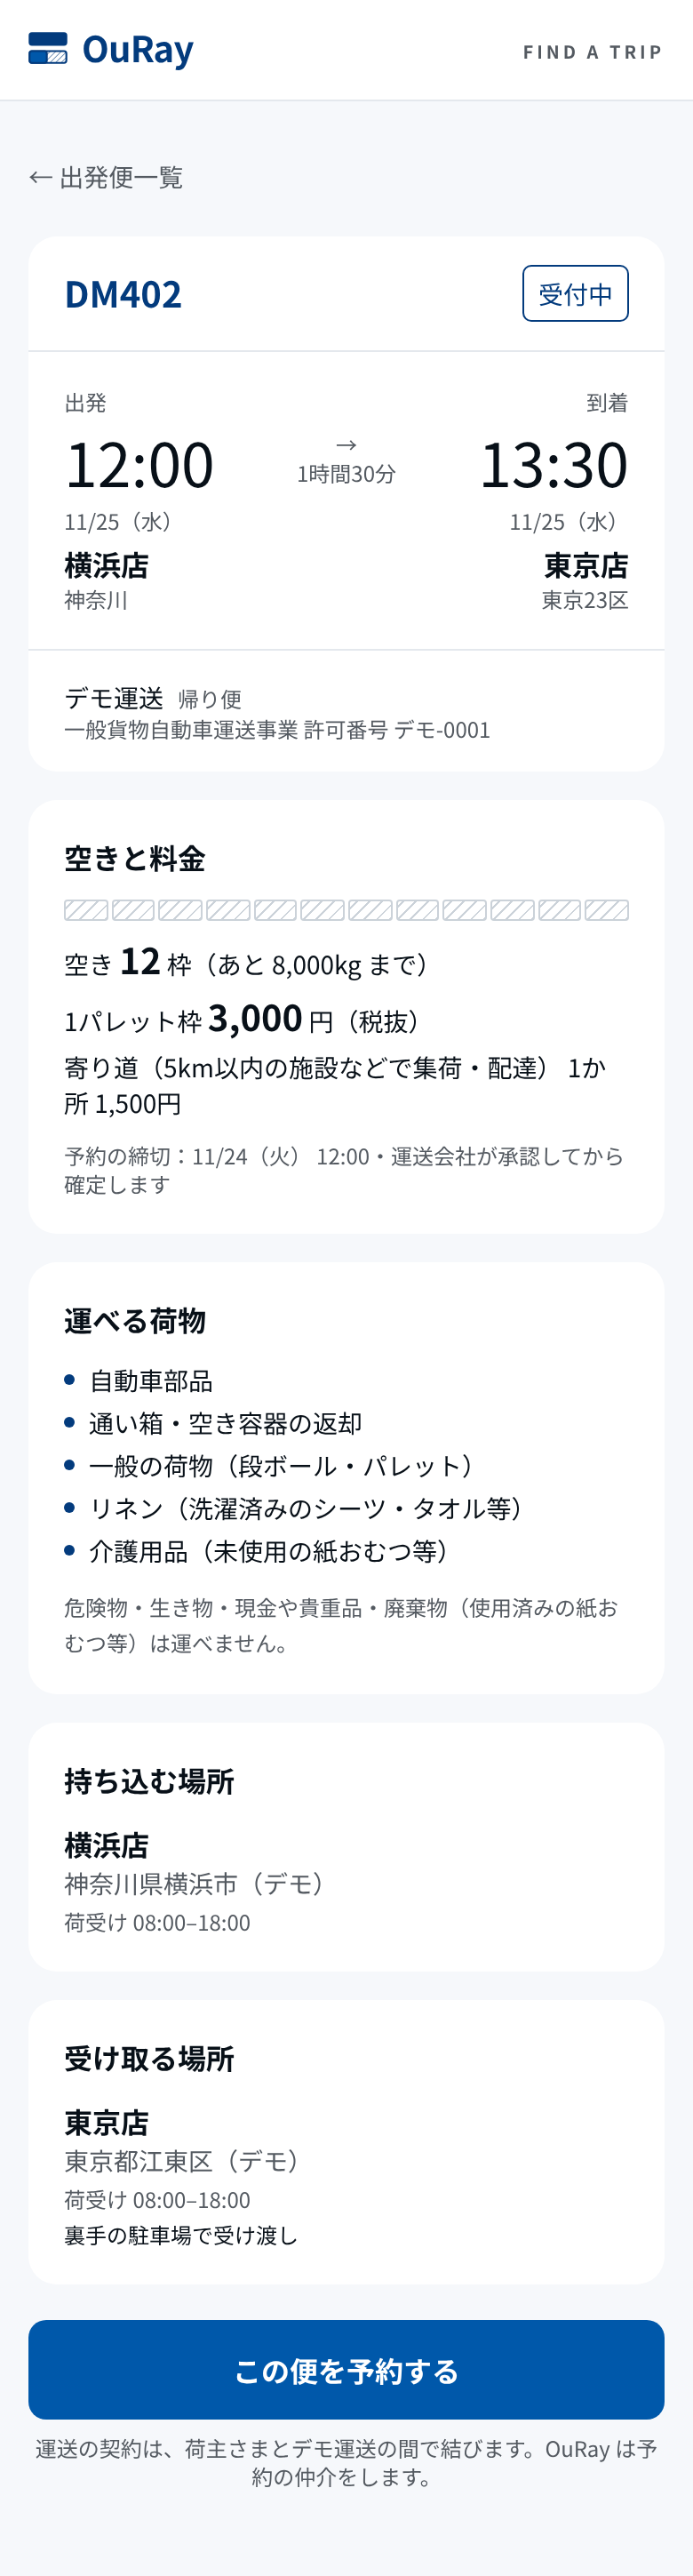 OuRay
FIND A TRIP
← 出発便一覧
DM402
受付中
出発
到着
12:00
→
1時間30分
13:30
11/25（水）
11/25（水）
横浜店
東京店
神奈川
東京23区
デモ運送 帰り便
一般貨物自動車運送事業 許可番号 デモ-0001
空きと料金
空き 12 枠（あと 8,000kg まで）
1パレット枠 3,000 円（税抜）
寄り道（5km以内の施設などで集荷・配達） 1か
所 1,500円
予約の締切：11/24（火） 12:00・運送会社が承認してから
確定します
運べる荷物
自動車部品
通い箱・空き容器の返却
一般の荷物（段ボール・パレット）
リネン（洗濯済みのシーツ・タオル等）
介護用品（未使用の紙おむつ等）
危険物・生き物・現金や貴重品・廃棄物（使用済みの紙お
むつ等）は運べません。
持ち込む場所
横浜店
神奈川県横浜市（デモ）
荷受け 08:00–18:00
受け取る場所
東京店
東京都江東区（デモ）
荷受け 08:00–18:00
裏手の駐車場で受け渡し
この便を予約する
運送の契約は、荷主さまとデモ運送の間で結びます。OuRay は予
約の仲介をします。